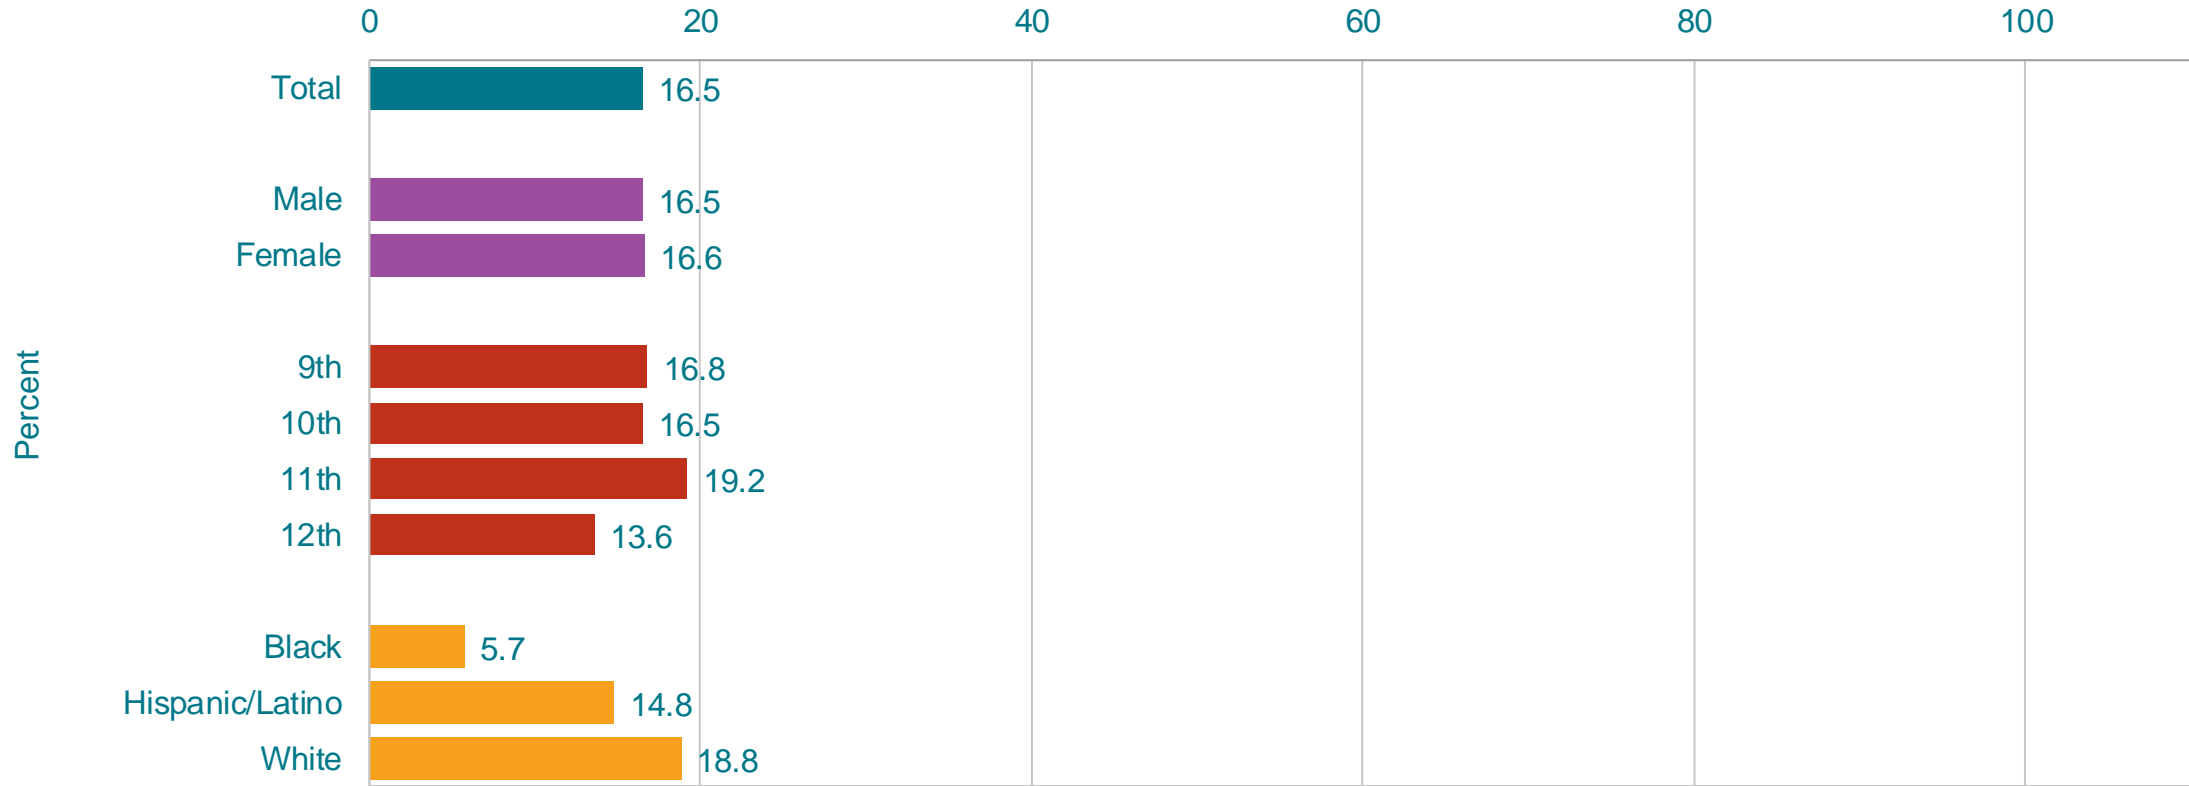 0 20 40 60 80 100
Total 16.5
Male 16.5
Female 16.6
Percent
9th 16.8
10th 16.5
11th 19.2
12th 13.6
Black 5.7
Hispanic/Latino 14.8
White 18.8